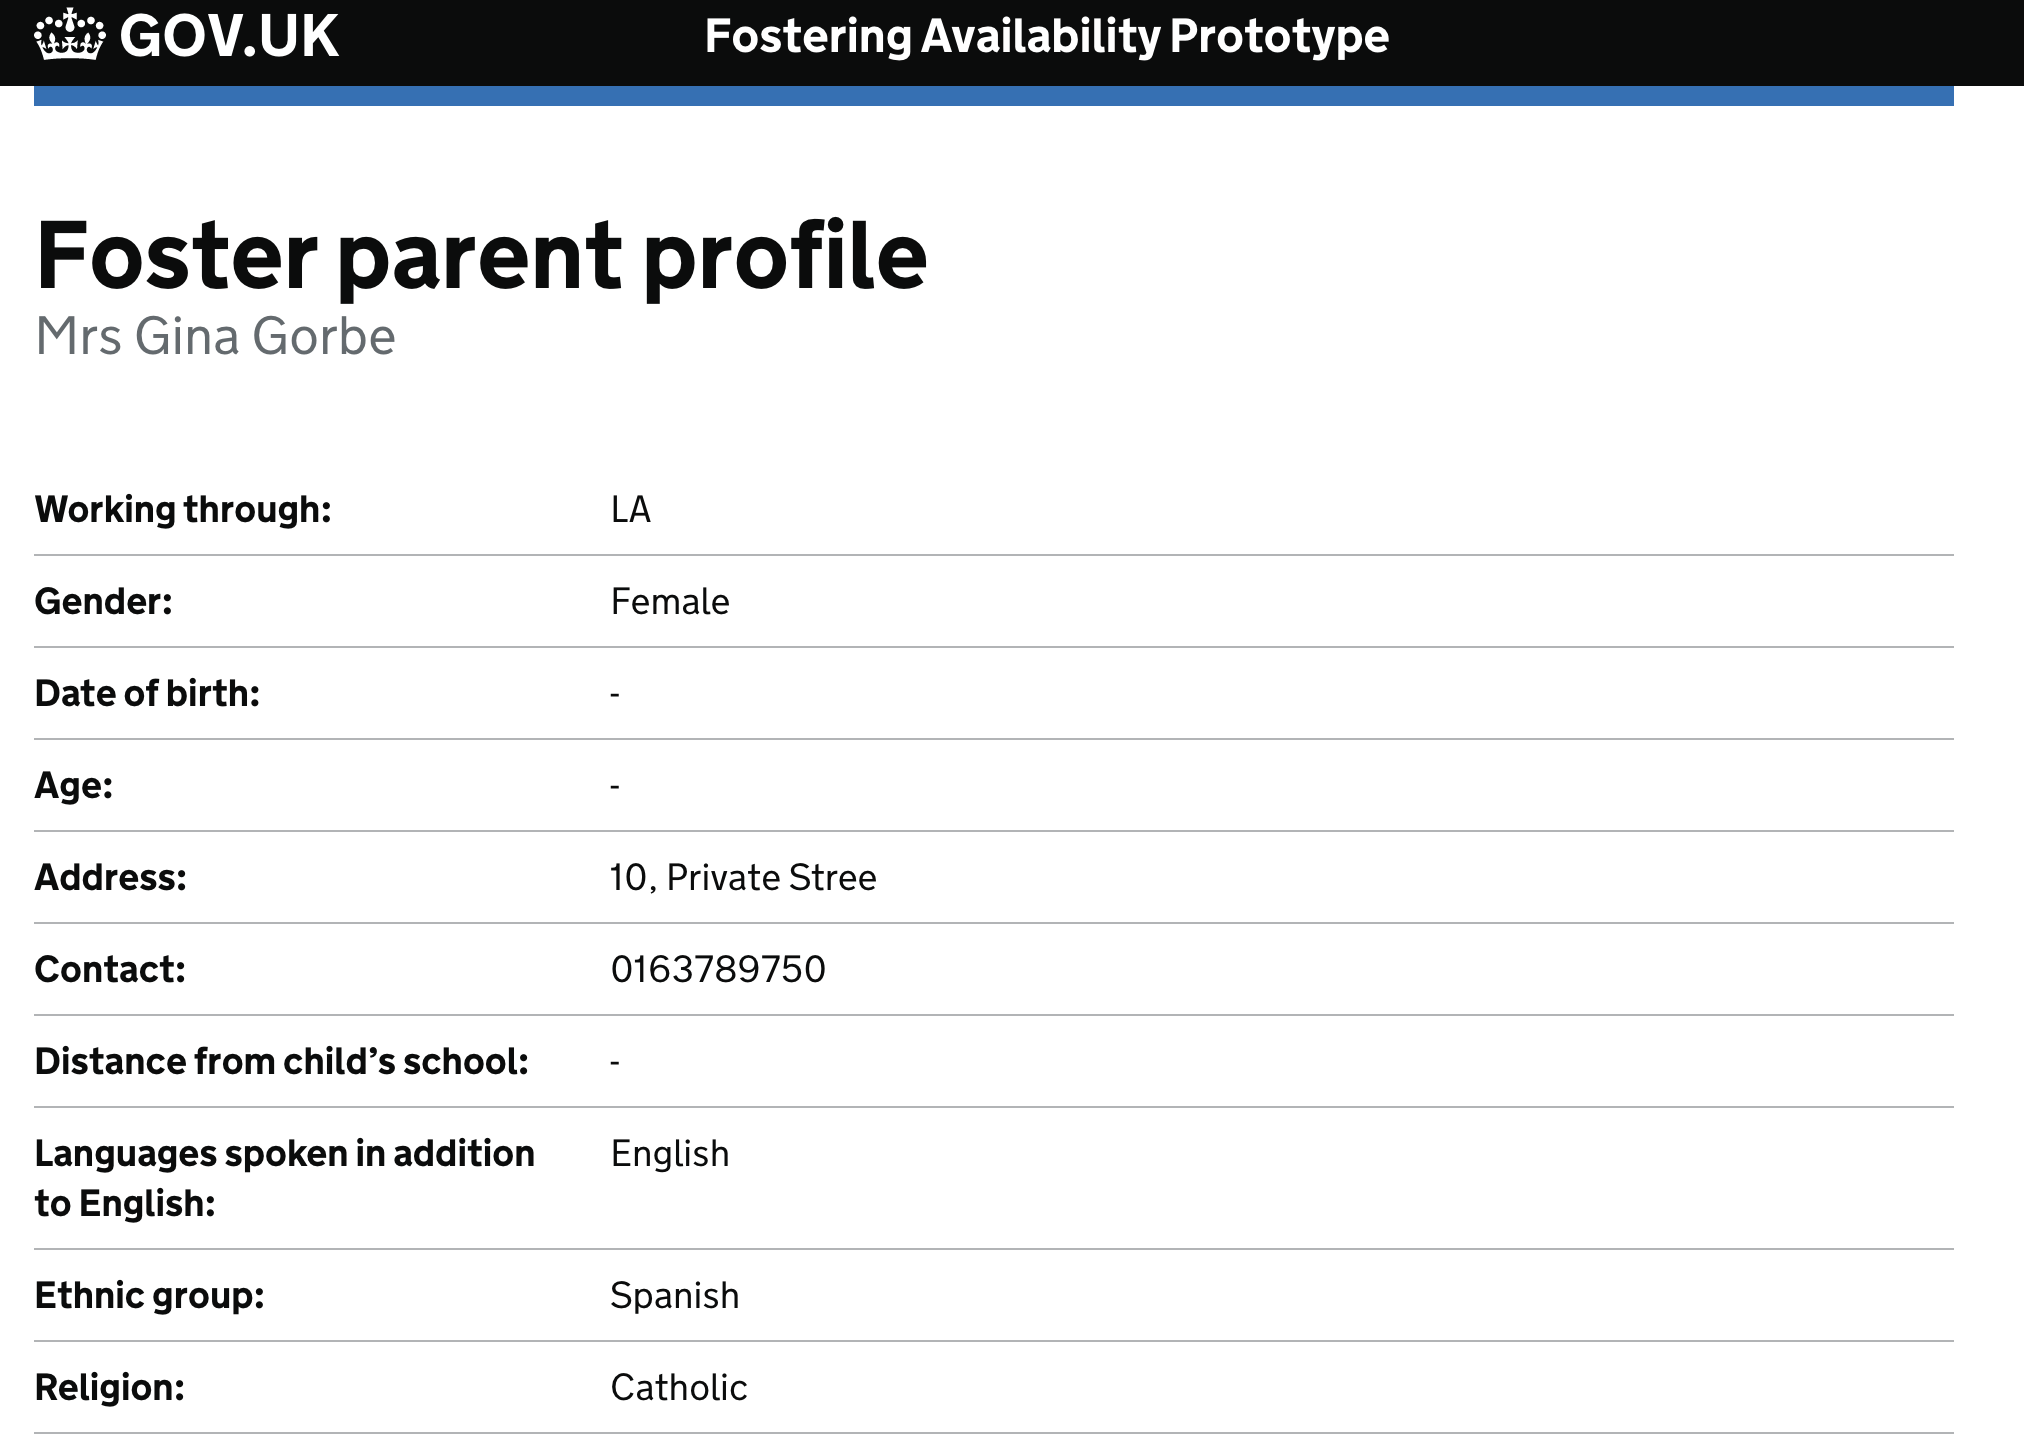 GOV.UK
Fostering Availability Prototype
Foster parent profile
Mrs Gina Gorbe
Working through: LA
Gender: Female
Date of birth: -
Age: -
Address: 10, Private Stree
Contact: 0163789750
Distance from child’s school: -
Languages spoken in addition English
to English:
Ethnic group: Spanish
Religion: Catholic